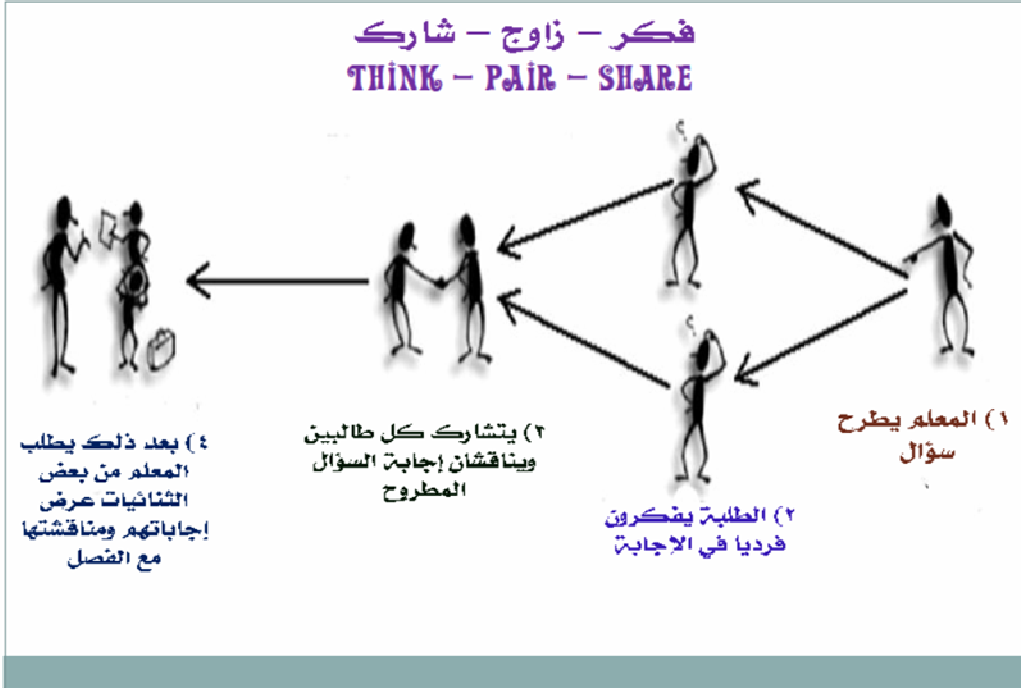 فكر – زاوج – شارك
THINK – PAIR – SHARE
١) المعلم يطرح
سؤال
؟
؟
٢) الطلبة يفكرون
فرديا في الاجابة
٣) يتشارك كل طالبين
ويناقشان إجابة السؤال
المطروح
٤) بعد ذلك يطلب
المعلم من بعض
الثنائيات عرض
إجاباتهم ومناقشتها
مع الفصل